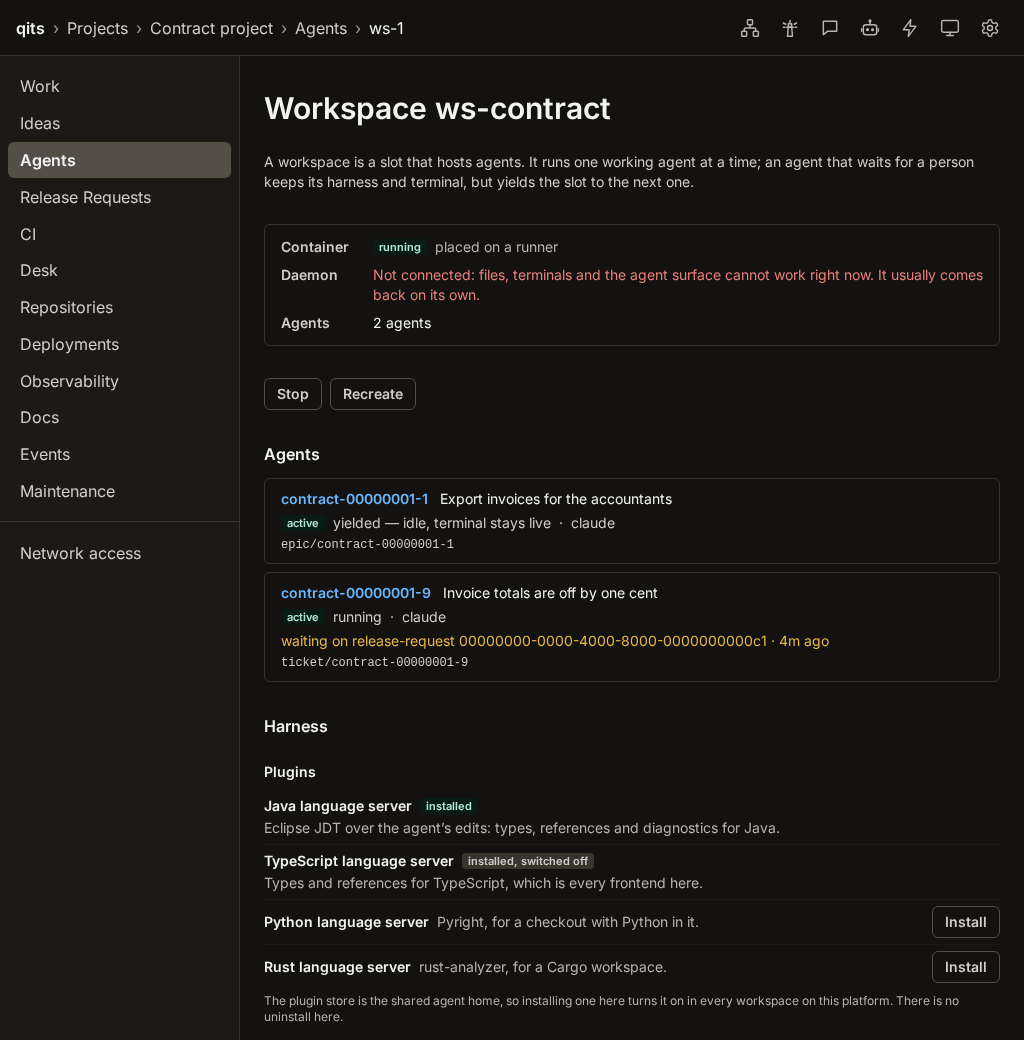 qits › Projects › Contract project › Agents › ws-1
Work
Ideas
Agents
Release Requests
CI
Desk
Repositories
Deployments
Observability
Docs
Events
Maintenance
Network access
Workspace ws-contract
A workspace is a slot that hosts agents. It runs one working agent at a time; an agent that waits for a person
keeps its harness and terminal, but yields the slot to the next one.
Container running placed on a runner
Daemon Not connected: files, terminals and the agent surface cannot work right now. It usually comes
back on its own.
Agents 2 agents
Stop Recreate
Agents
contract-00000001-1 Export invoices for the accountants
active yielded — idle, terminal stays live · claude
epic/contract-00000001-1
contract-00000001-9 Invoice totals are off by one cent
active running · claude
waiting on release-request 00000000-0000-4000-8000-0000000000c1 · 4m ago
ticket/contract-00000001-9
Harness
Plugins
Java language server installed
Eclipse JDT over the agent’s edits: types, references and diagnostics for Java.
TypeScript language server installed, switched off
Types and references for TypeScript, which is every frontend here.
Python language server Pyright, for a checkout with Python in it. Install
Rust language server rust-analyzer, for a Cargo workspace. Install
The plugin store is the shared agent home, so installing one here turns it on in every workspace on this platform. There is no
uninstall here.